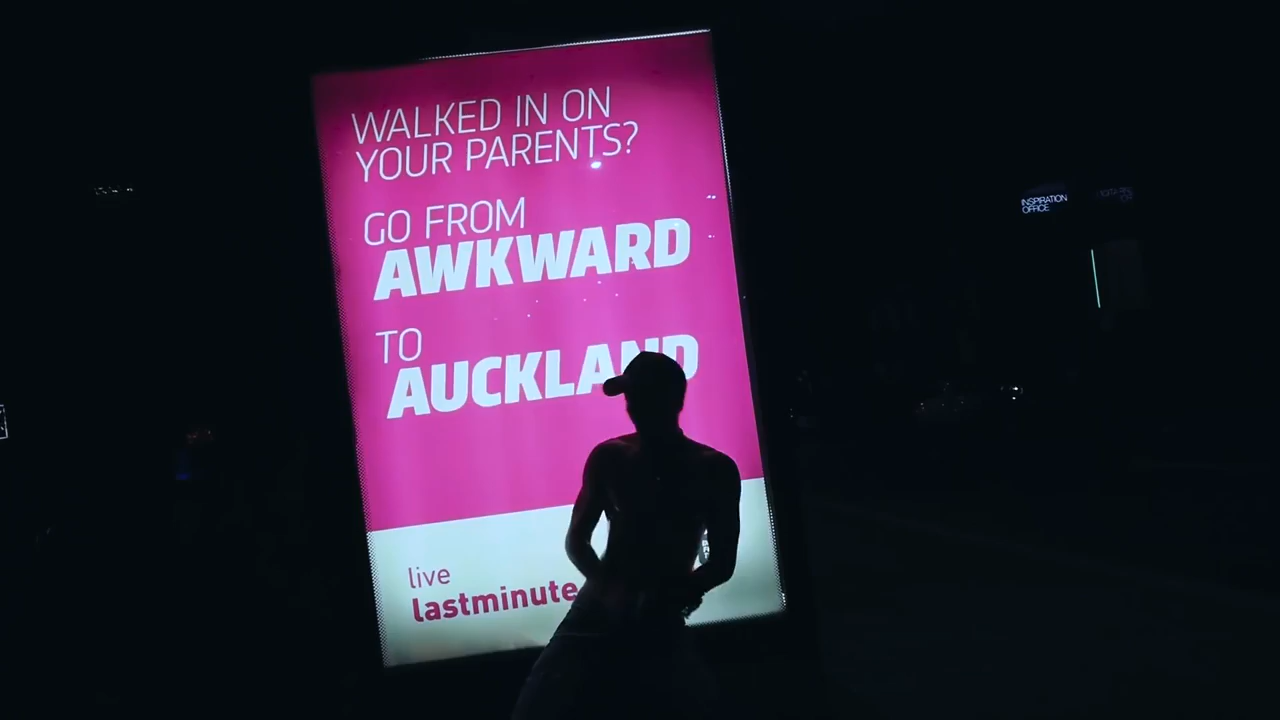 WALKED IN ON
YOUR PARENTS?
GO FROM
AWKWARD
TO
AUCKLAND
live
lastminute
INSPIRATION
OFFICE